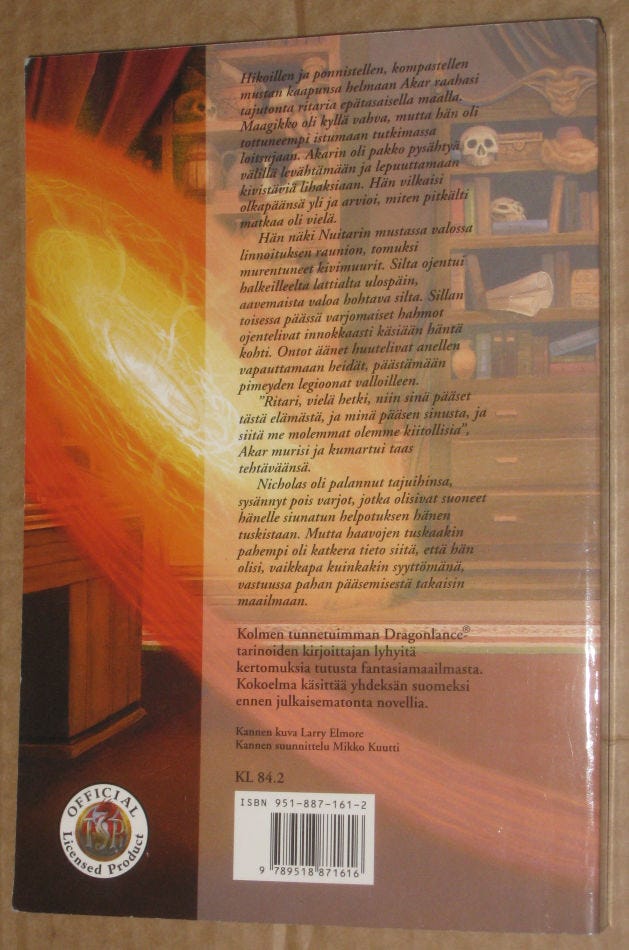 Hikoillen ja ponnistellen, kompastellen
mustan kaapunsa helmaan Akar raahasi
tajutonta ritaria epätasaisella maalla.
Maagikko oli kyllä vahva, mutta hän oli
tottuneempi istumaan tutkimassa
loitsujaan. Akarin oli pakko pysähtyä
välillä levähtämään ja lepuuttamaan
kivistäviä lihaksiaan. Hän vilkaisi
olkapäänsä yli ja arvioi, miten pitkälti
matkaa oli vielä.
Hän näki Nuitarin mustassa valossa
linnoituksen raunion, tomuksi
murentuneet kivimuurit. Silta ojentui
halkeilleelta lattialta ulospäin,
aavemaista valoa hohtava silta. Sillan
toisessa päässä varjomaiset hahmot
ojentelivat innokkaasti käsiään häntä
kohti. Ontot äänet huutelivat anellen
vapauttamaan heidät, päästämään
pimeyden legioonat valloilleen.
”Ritari, vielä hetki, niin sinä pääset
tästä elämästä, ja minä pääsen sinusta, ja
siitä me molemmat olemme kiitollisia”,
Akar murisi ja kumartui taas
tehtäväänsä.
Nicholas oli palannut tajuihinsa,
sysännyt pois varjot, jotka olisivat suoneet
hänelle siunatun helpotuksen hänen
tuskistaan. Mutta haavojen tuskaakin
pahempi oli katkera tieto siitä, että hän
olisi, vaikkapa kuinkakin syyttömänä,
vastuussa pahan pääsemisestä takaisin
maailmaan.
Kolmen tunnetuimman Dragonlance®-
tarinoiden kirjoittajan lyhyitä
kertomuksia tutusta fantasiamaailmasta.
Kokoelma käsittää yhdeksän suomeksi
ennen julkaisematonta novellia.
Kannen kuva Larry Elmore
Kannen suunnittelu Mikko Kuutti
KL 84.2
ISBN 951-887-161-2
9 789518 871616
OFFICIAL
TSR
Licensed Product